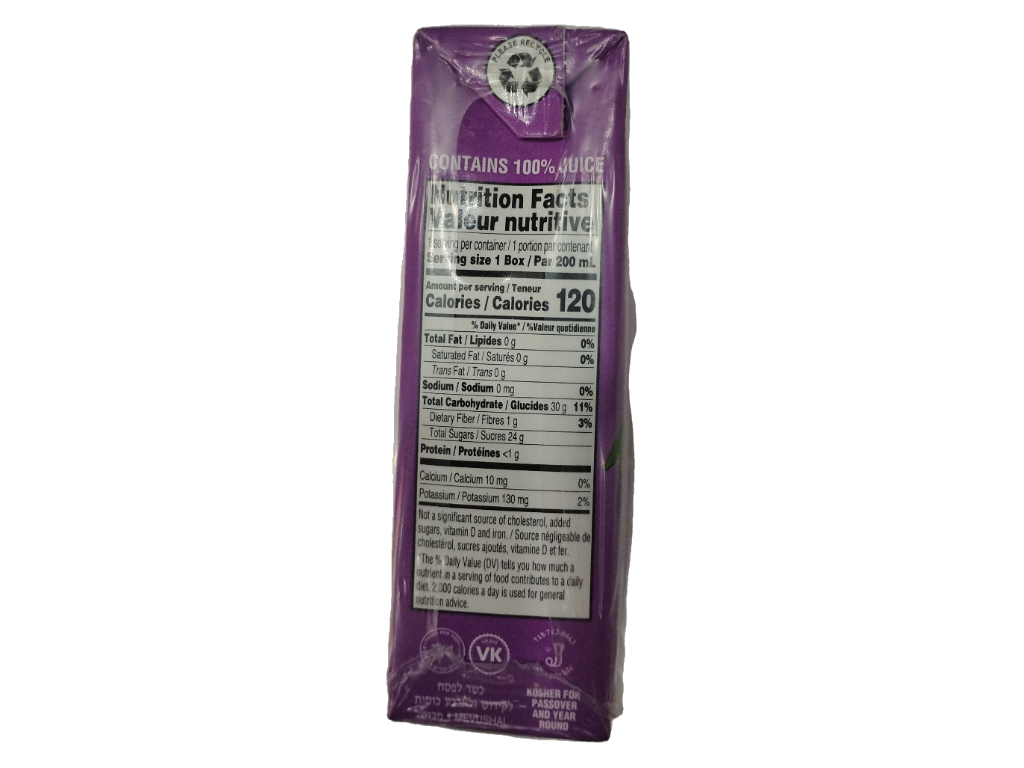 PLEASE RECYCLE
CONTAINS 100% JUICE
Nutrition Facts
Valeur nutritive
1 serving per container / 1 portion par contenant
Serving size 1 Box / Par 200 mL
Amount per serving / Teneur
Calories / Calories 120
% Daily Value* / %Valeur quotidienne
Total Fat / Lipides 0 g 0%
Saturated Fat / Saturés 0 g 0%
Trans Fat / Trans 0 g
Sodium / Sodium 0 mg 0%
Total Carbohydrate / Glucides 30 g 11%
Dietary Fiber / Fibres 1 g 3%
Total Sugars / Sucres 24 g
Protein / Protéines <1 g
Calcium / Calcium 10 mg 0%
Potassium / Potassium 130 mg 2%
Not a significant source of cholesterol, added
sugars, vitamin D and iron. / Source négligeable de
cholestérol, sucres ajoutés, vitamine D et fer.
*The % Daily Value (DV) tells you how much a
nutrient in a serving of food contributes to a daily
diet. 2,000 calories a day is used for general
nutrition advice.
VK
כשר לפסח
לקידוש ולארבע כוסות
מבושל • MEVUSHAL
KOSHER FOR
PASSOVER
AND YEAR
ROUND